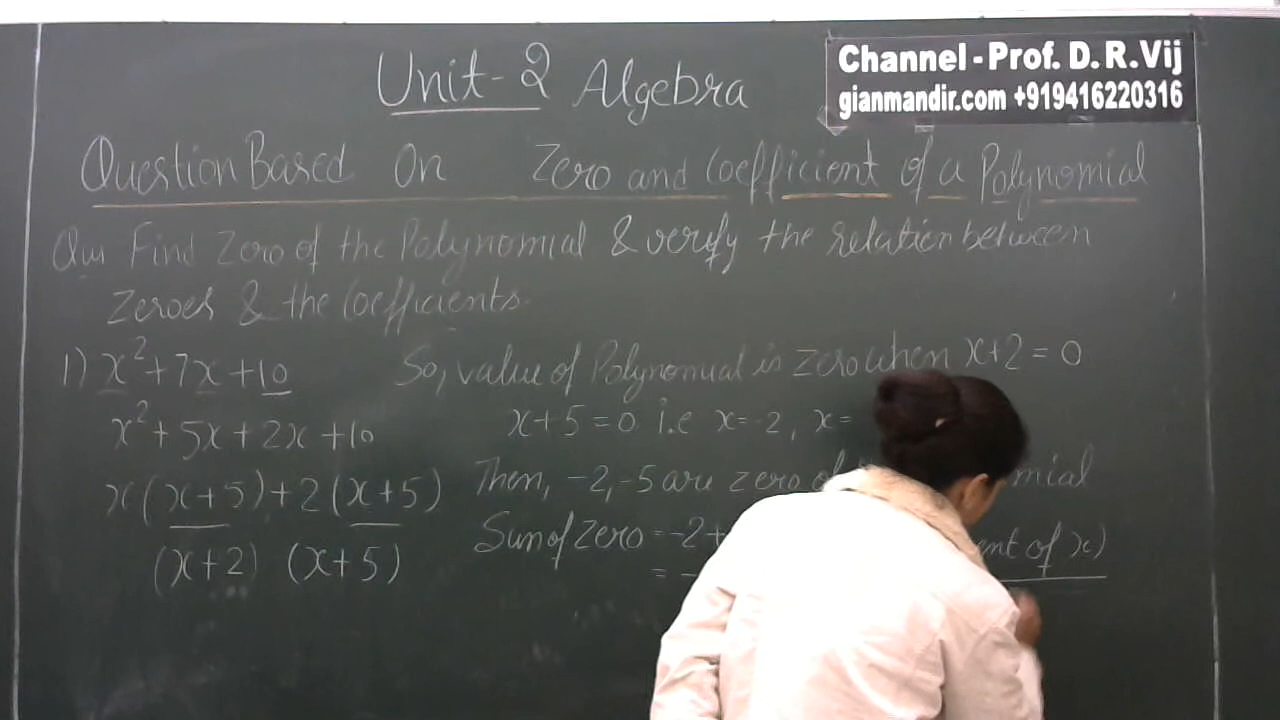 Unit-2 Algebra
Channel - Prof. D. R. Vij
gianmandir.com +919416220316
Question Based On Zero and Coefficient of a Polynomial
Que Find Zero of the Polynomial & verify the relation between
Zeroes & the Coefficients.
1) x²+7x+10
x²+5x+2x+10
x(x+5)+2(x+5)
(x+2) (x+5)
So, value of Polynomial is zero when x+2=0
x+5=0 i.e x=-2, x=
Then, -2,-5 are zero
Sum of Zero = -2+ of x)
= -